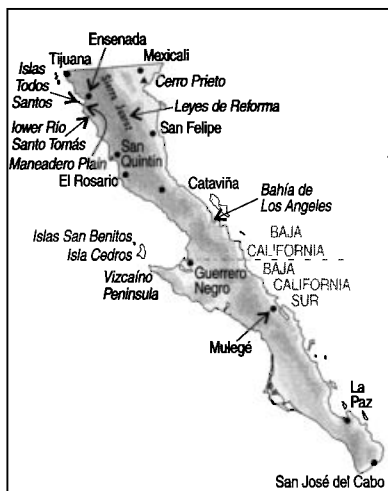 Ensenada
Tijuana
Mexicali
Islas
Todos
Santos
Cerro Prieto
Sierra Juárez
Leyes de Reforma
lower Río
Santo Tomás
San Felipe
Maneadero Plain
San
Quintín
El Rosario
Cataviña
Bahía de
Los Angeles
Islas San Benitos
Isla Cedros
BAJA
CALIFORNIA
BAJA
CALIFORNIA
SUR
Vizcaíno
Peninsula
Guerrero
Negro
Mulegé
La
Paz
San José del Cabo